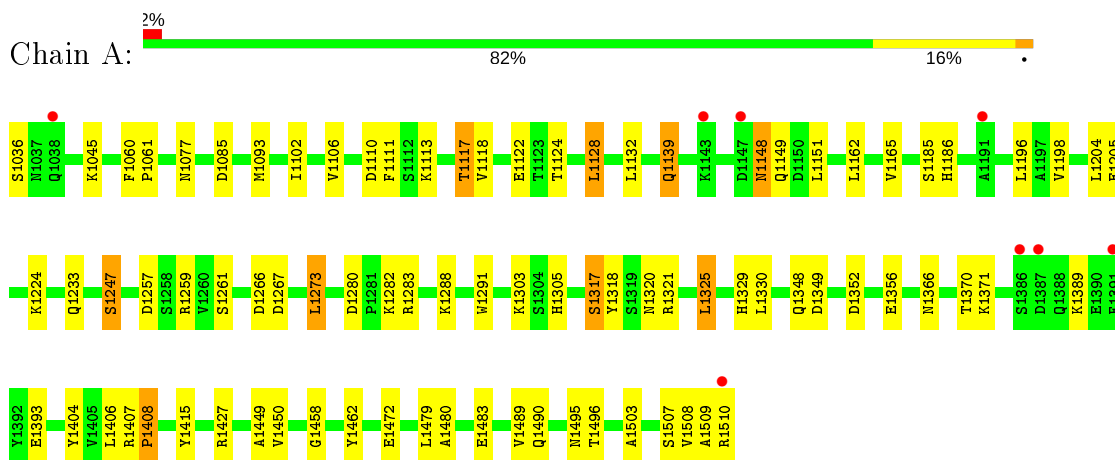 2%
Chain A:
82% 16% •
S1036 N1037 Q1038 K1045 F1060 P1061 N1077 D1085 M1093 I1102 V1106 D1110 F1111 S1112 K1113 T1117 V1118 E1122 T1123 T1124 L1128 L1132 Q1139 K1143 D1147 N1148 Q1149 D1150 L1151 L1162 V1165 S1185 H1186 A1191 L1196 A1197 V1198 L1204
K1224 Q1233 S1247 D1257 S1258 R1259 V1260 S1261 D1266 D1267 L1273 D1280 P1281 K1282 R1283 K1288 W1291 K1303 S1304 H1305 S1317 Y1318 S1319 N1320 R1321 L1325 H1329 L1330 Q1348 D1349 D1352 E1356 N1366 T1370 K1371 S1386 D1387 Q1388 K1389 E1390
Y1392 E1393 Y1404 V1405 L1406 R1407 P1408 Y1415 R1427 A1449 V1450 G1458 Y1462 E1472 L1479 A1480 E1483 V1489 Q1490 N1495 T1496 A1503 S1507 V1508 A1509 R1510